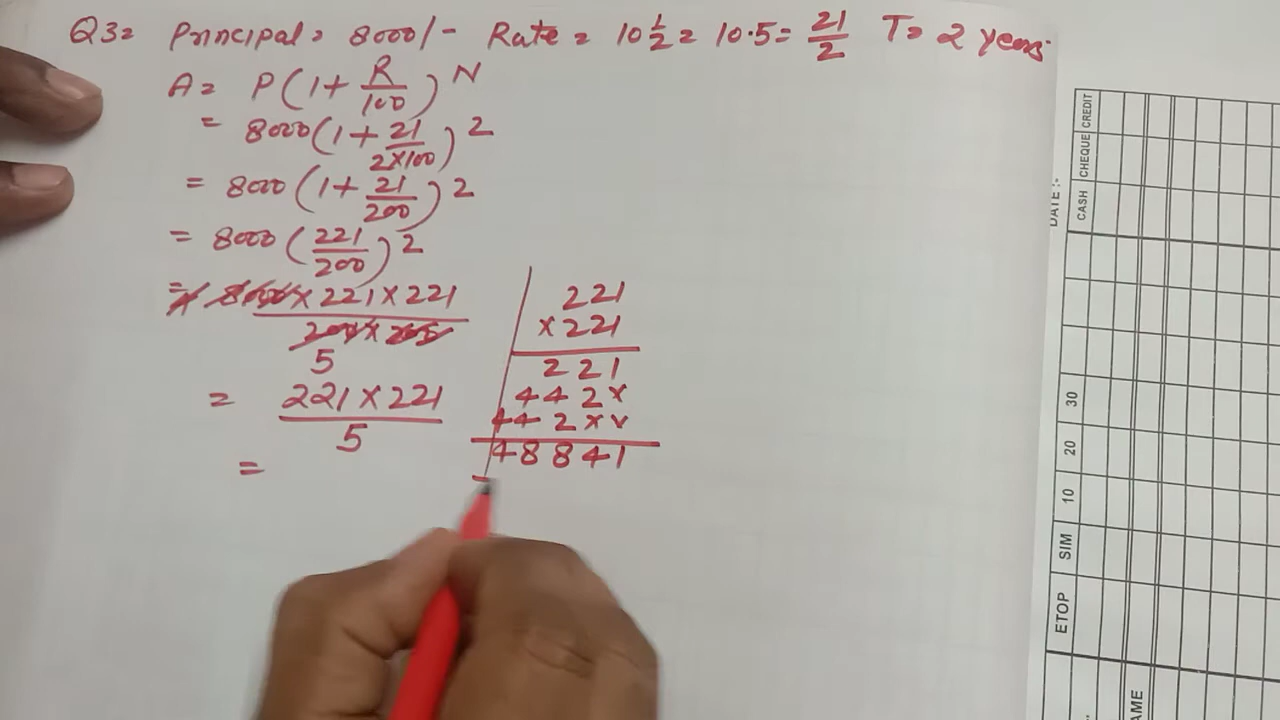 Q3= Principal= 8000/- Rate = 10 1/2 = 10.5 = 21/2 T= 2 years.
A= P(1+ R/100)N
= 8000(1+ 21/2×100)2
= 8000(1+ 21/200)2
= 8000(221/200)2
= 8000×221×221
200×200
5
= 221×221
5
=
221
×221
221
442×
442××
48841
DATE :-
CASH CHEQUE CREDIT
ETOP SIM 10 20 30